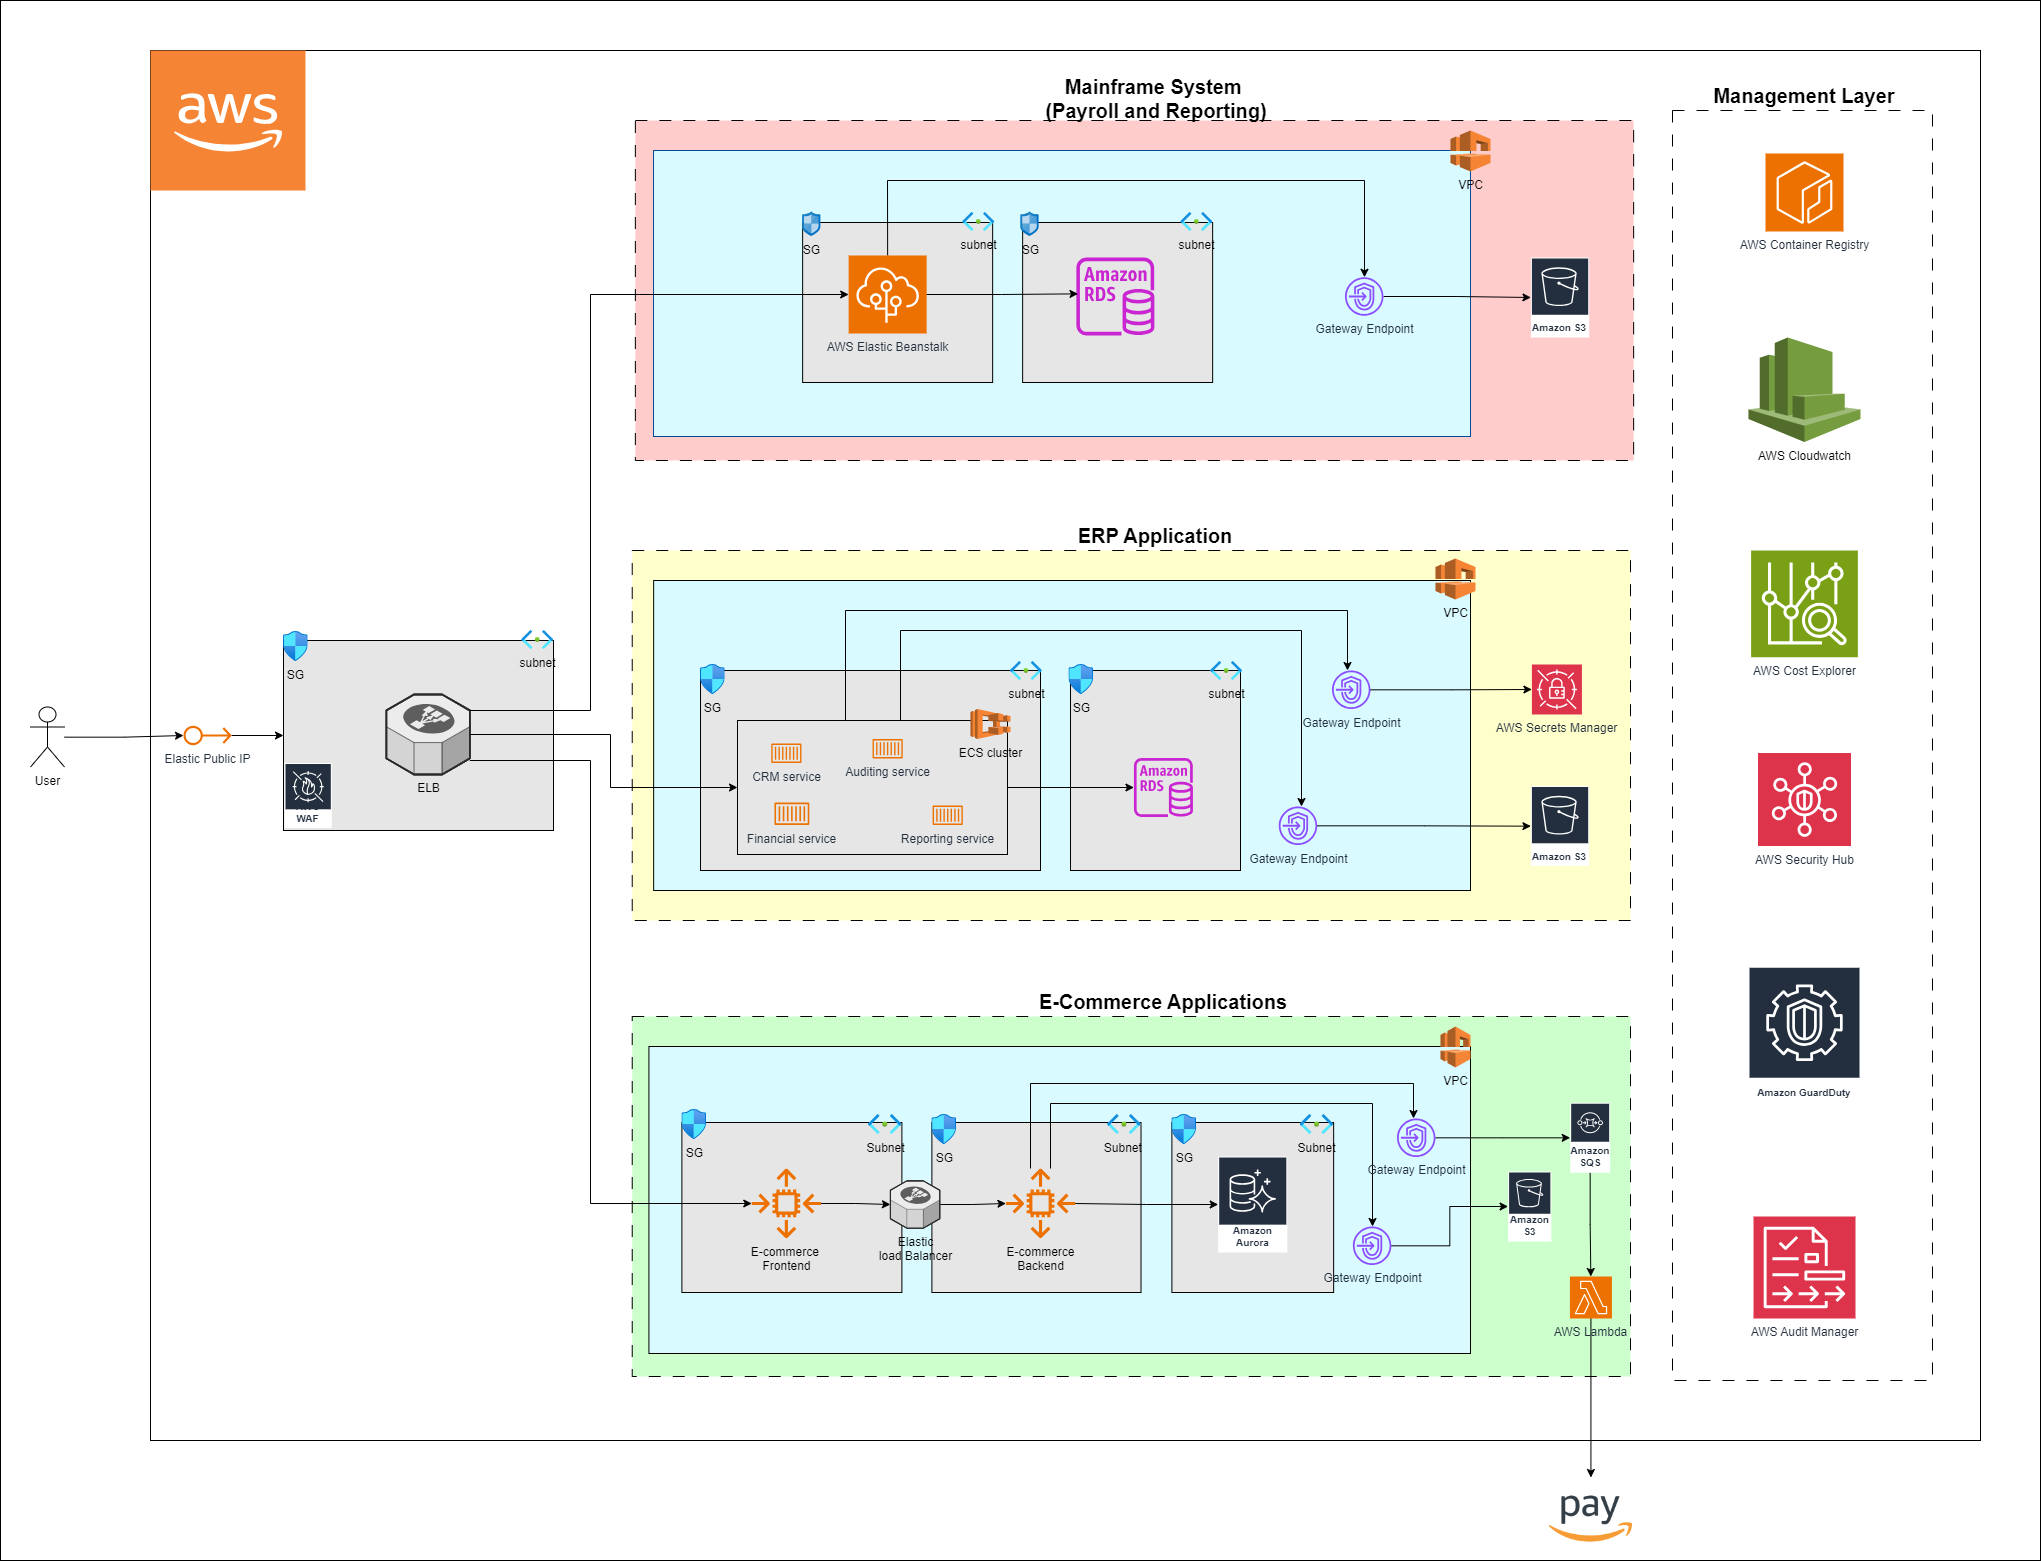 aws
Mainframe System
(Payroll and Reporting)
VPC
SG
subnet
SG
subnet
Amazon
RDS
AWS Elastic Beanstalk
Gateway Endpoint
Amazon S3
Management Layer
AWS Container Registry
AWS Cloudwatch
AWS Cost Explorer
AWS Security Hub
Amazon GuardDuty
AWS Audit Manager
User
Elastic Public IP
SG
subnet
ELB
WAF
ERP Application
VPC
SG
subnet
ECS cluster
CRM service
Auditing service
Financial service
Reporting service
SG
subnet
Amazon
RDS
Gateway Endpoint
AWS Secrets Manager
Gateway Endpoint
Amazon S3
E-Commerce Applications
VPC
SG
Subnet
E-commerce
Frontend
Elastic
load Balancer
SG
Subnet
E-commerce
Backend
SG
Subnet
Amazon
Aurora
Gateway Endpoint
Amazon
SQS
Gateway Endpoint
Amazon
S3
AWS Lambda
pay